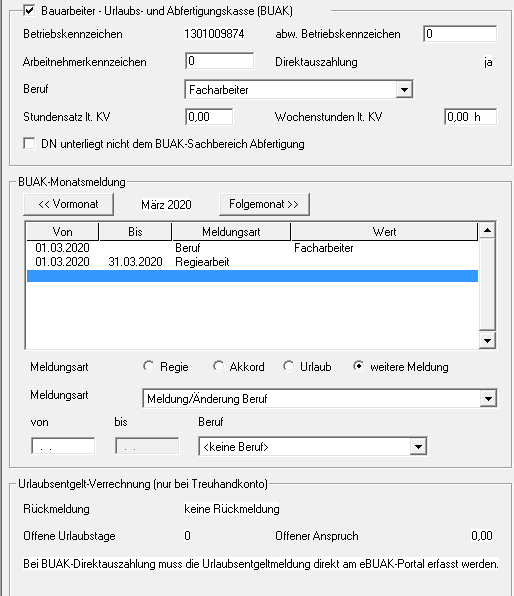 Bauarbeiter - Urlaubs- und Abfertigungskasse (BUAK)
Betriebskennzeichen 1301009874 abw. Betriebskennzeichen 0
Arbeitnehmerkennzeichen 0 Direktauszahlung ja
Beruf Facharbeiter
Stundensatz lt. KV 0,00 Wochenstunden lt. KV 0,00 h
DN unterliegt nicht dem BUAK-Sachbereich Abfertigung
BUAK-Monatsmeldung
<< Vormonat März 2020 Folgemonat >>
Von Bis Meldungsart Wert
01.03.2020 Beruf Facharbeiter
01.03.2020 31.03.2020 Regiearbeit
Meldungsart Regie Akkord Urlaub weitere Meldung
Meldungsart Meldung/Änderung Beruf
von bis Beruf
. . . . <keine Beruf>
Urlaubsentgelt-Verrechnung (nur bei Treuhandkonto)
Rückmeldung keine Rückmeldung
Offene Urlaubstage 0 Offener Anspruch 0,00
Bei BUAK-Direktauszahlung muss die Urlaubsentgeltmeldung direkt am eBUAK-Portal erfasst werden.